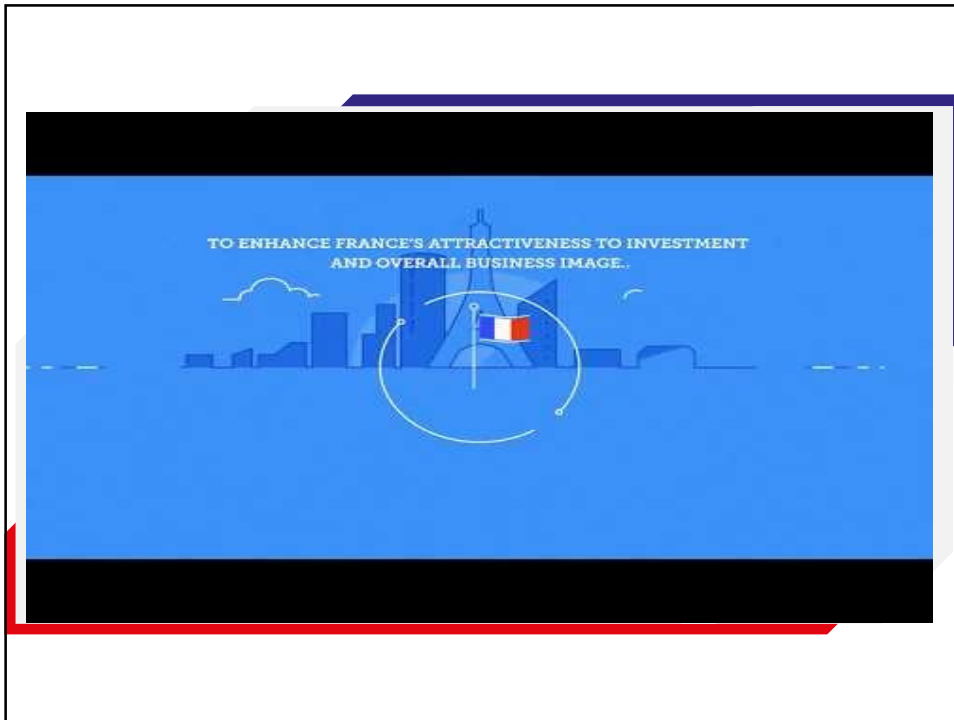 TO ENHANCE FRANCE'S ATTRACTIVENESS TO INVESTMENT
AND OVERALL BUSINESS IMAGE..